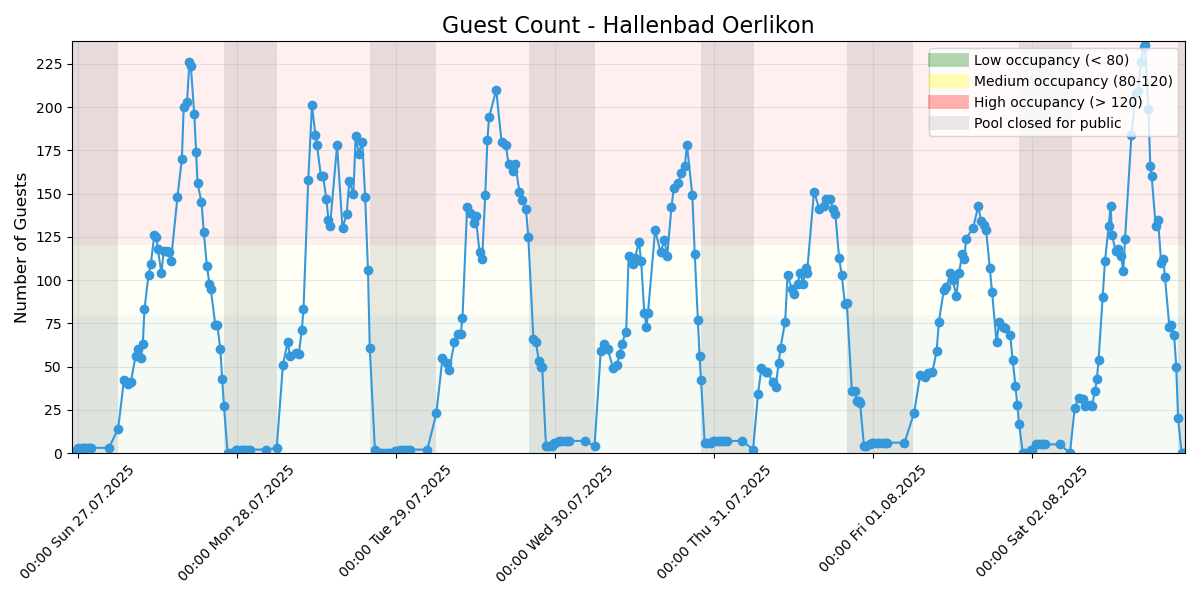 Guest Count - Hallenbad Oerlikon
Number of Guests
225
200
175
150
125
100
75
50
25
0
Low occupancy (< 80)
Medium occupancy (80-120)
High occupancy (> 120)
Pool closed for public
00:00 Sun 27.07.2025
00:00 Mon 28.07.2025
00:00 Tue 29.07.2025
00:00 Wed 30.07.2025
00:00 Thu 31.07.2025
00:00 Fri 01.08.2025
00:00 Sat 02.08.2025